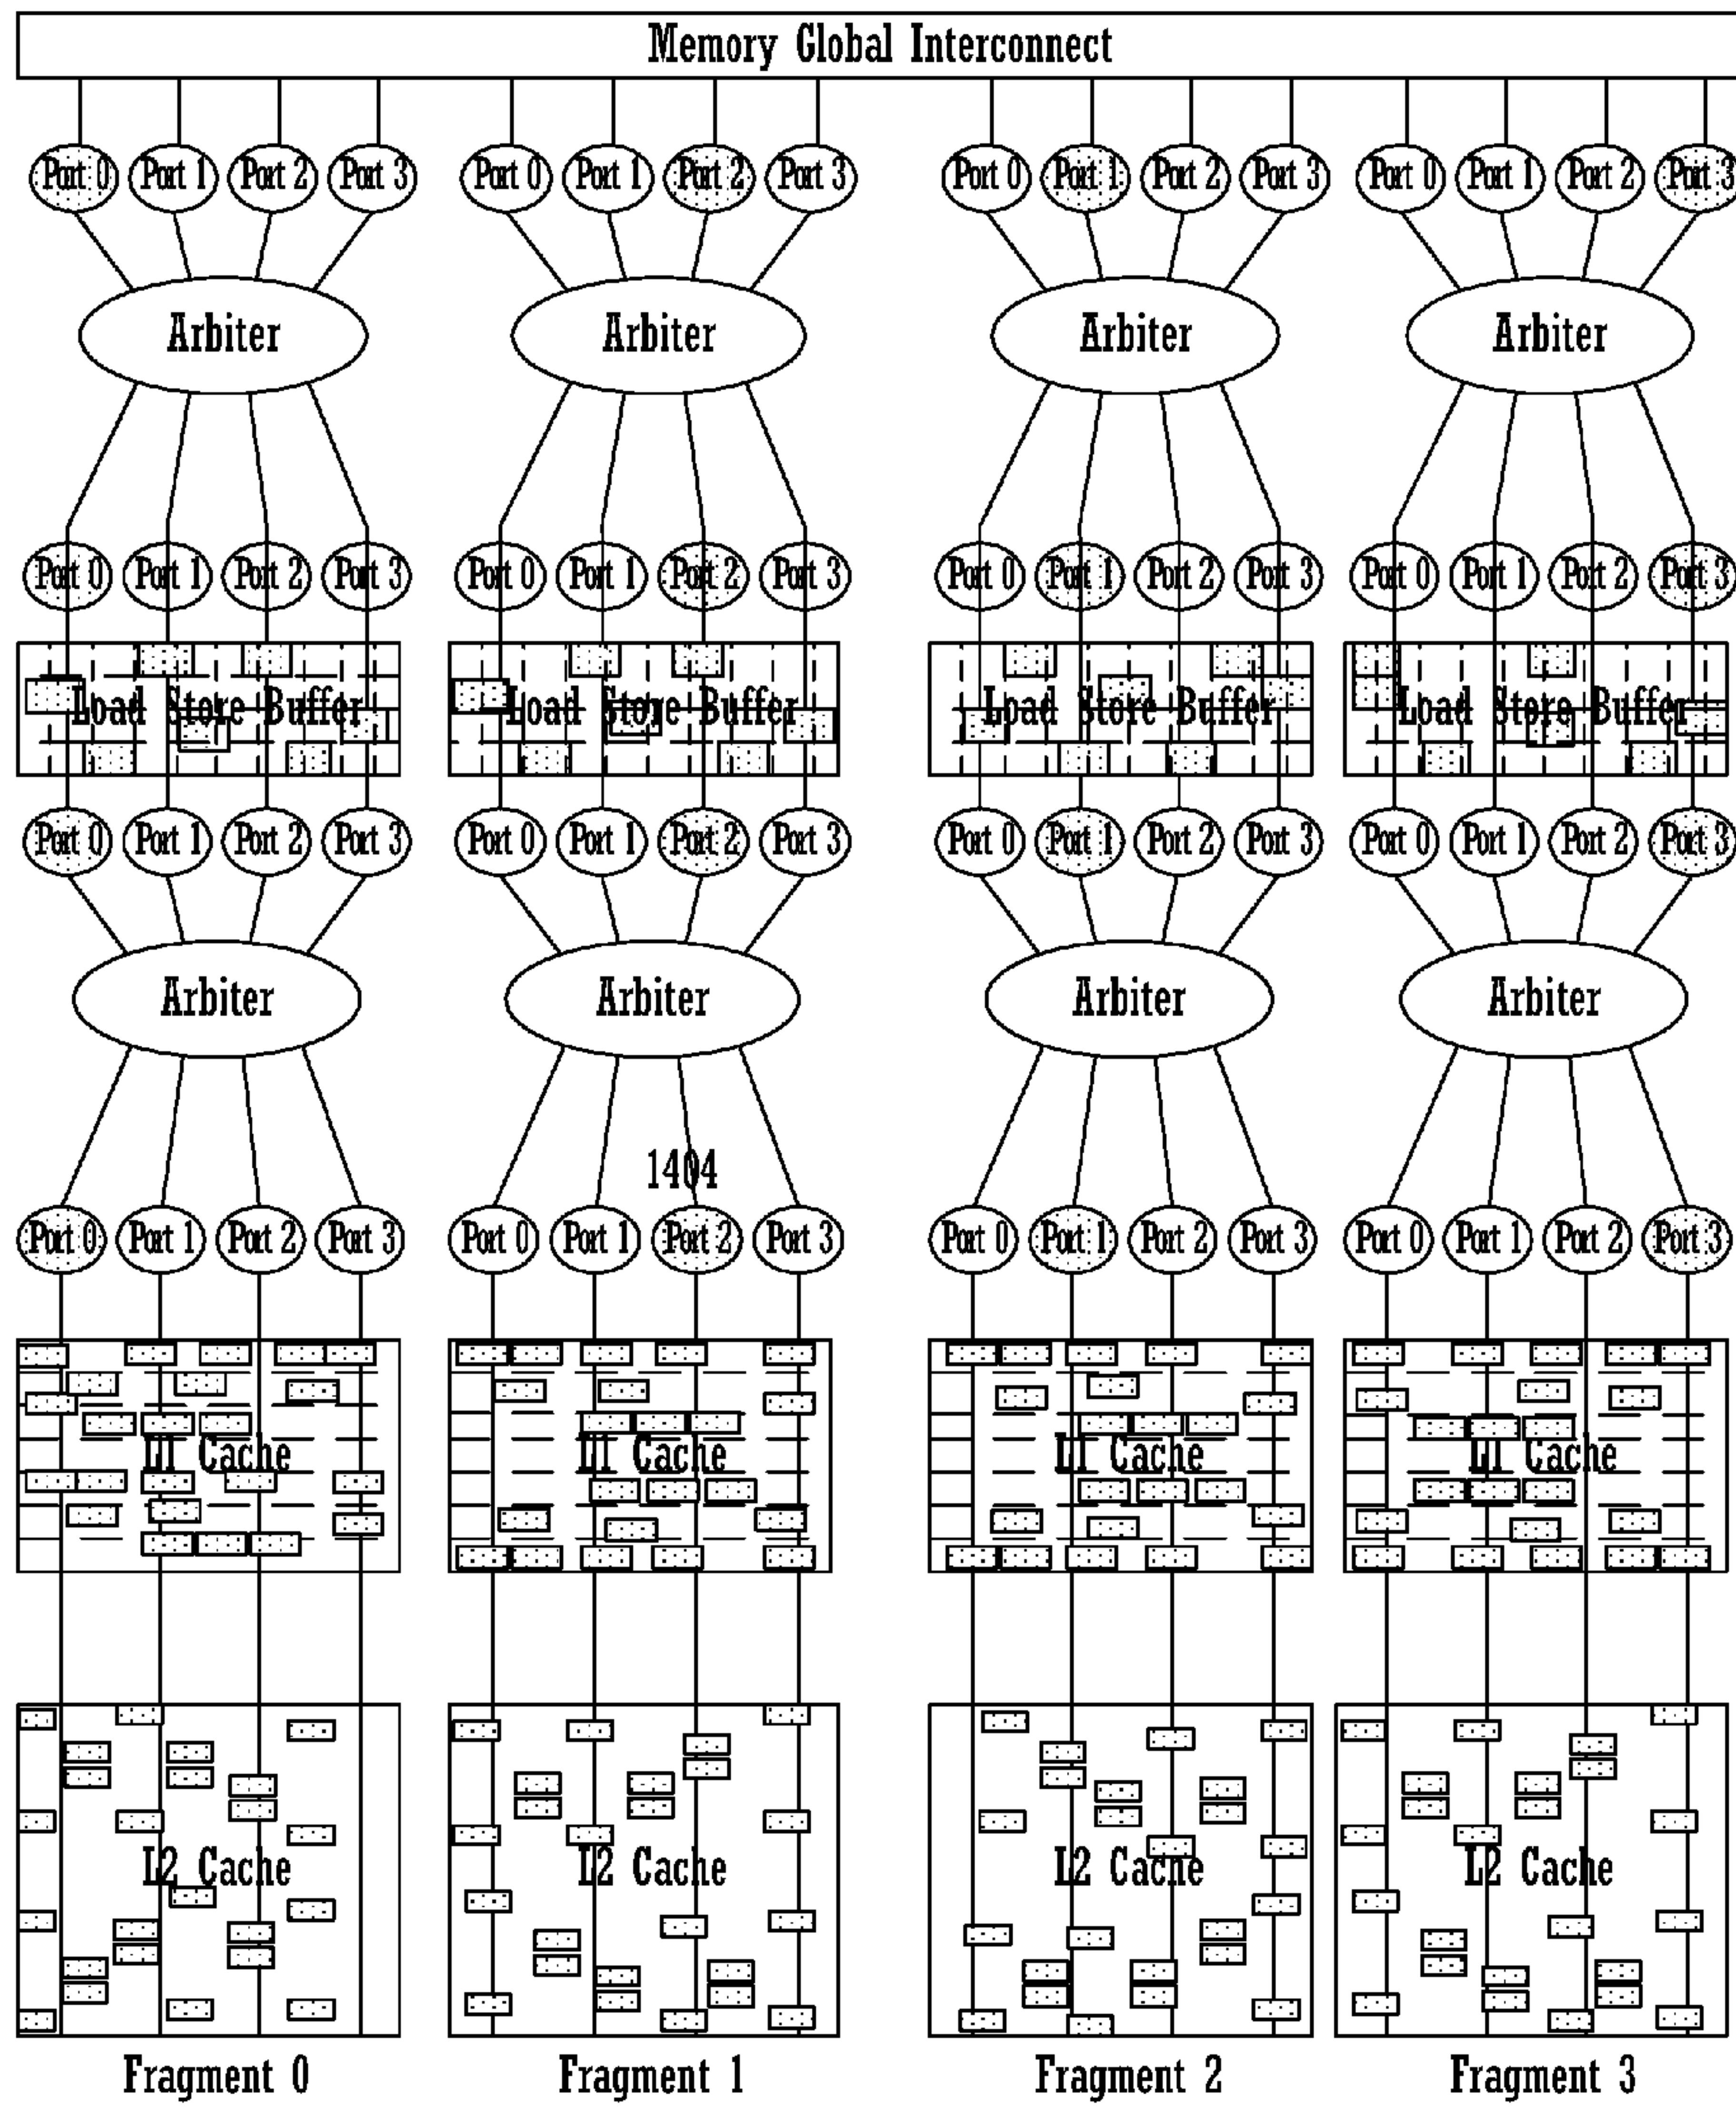 Memory Global Interconnect
Port 0 Port 1 Port 2 Port 3 Port 0 Port 1 Port 2 Port 3 Port 0 Port 1 Port 2 Port 3 Port 0 Port 1 Port 2 Port 3
Arbiter Arbiter Arbiter Arbiter
Port 0 Port 1 Port 2 Port 3 Port 0 Port 1 Port 2 Port 3 Port 0 Port 1 Port 2 Port 3 Port 0 Port 1 Port 2 Port 3
Load Store Buffer Load Store Buffer Load Store Buffer Load Store Buffer
Port 0 Port 1 Port 2 Port 3 Port 0 Port 1 Port 2 Port 3 Port 0 Port 1 Port 2 Port 3 Port 0 Port 1 Port 2 Port 3
Arbiter Arbiter Arbiter Arbiter
1404
Port 0 Port 1 Port 2 Port 3 Port 0 Port 1 Port 2 Port 3 Port 0 Port 1 Port 2 Port 3 Port 0 Port 1 Port 2 Port 3
L1 Cache L1 Cache L1 Cache L1 Cache
L2 Cache L2 Cache L2 Cache L2 Cache
Fragment 0 Fragment 1 Fragment 2 Fragment 3